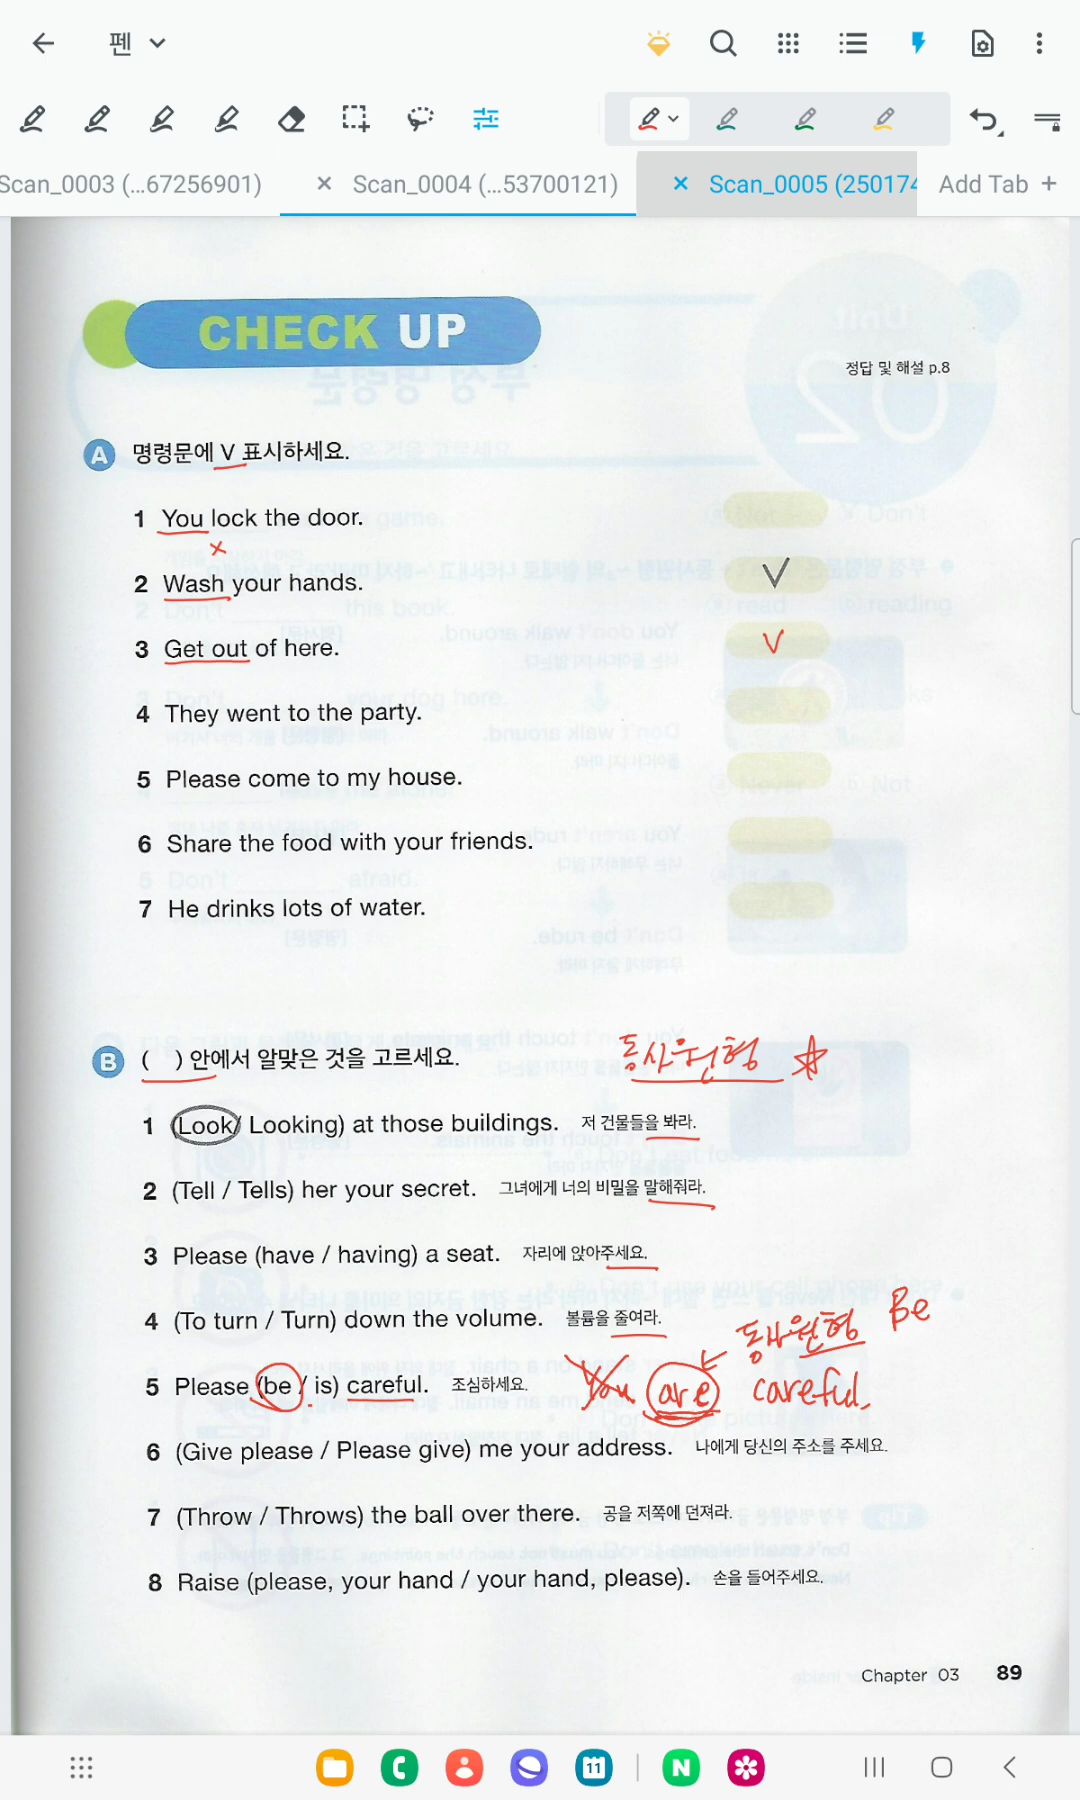 펜
Scan_0003 (...67256901)
× Scan_0004 (...53700121)
× Scan_0005 (250174
Add Tab +
CHECK UP
정답 및 해설 p.8
A 명령문에 V 표시하세요.
1 You lock the door.
×
2 Wash your hands. V
3 Get out of here. V
4 They went to the party.
5 Please come to my house.
6 Share the food with your friends.
7 He drinks lots of water.
B ( ) 안에서 알맞은 것을 고르세요. 동사원형 ☆
1 (Look / Looking) at those buildings. 저 건물들을 봐라.
2 (Tell / Tells) her your secret. 그녀에게 너의 비밀을 말해줘라.
3 Please (have / having) a seat. 자리에 앉아주세요.
4 (To turn / Turn) down the volume. 볼륨을 줄여라.
동사원형 Be
5 Please (be / is) careful. 조심하세요. You are careful.
6 (Give please / Please give) me your address. 나에게 당신의 주소를 주세요.
7 (Throw / Throws) the ball over there. 공을 저쪽에 던져라.
8 Raise (please, your hand / your hand, please). 손을 들어주세요.
Chapter 03 89
11
N